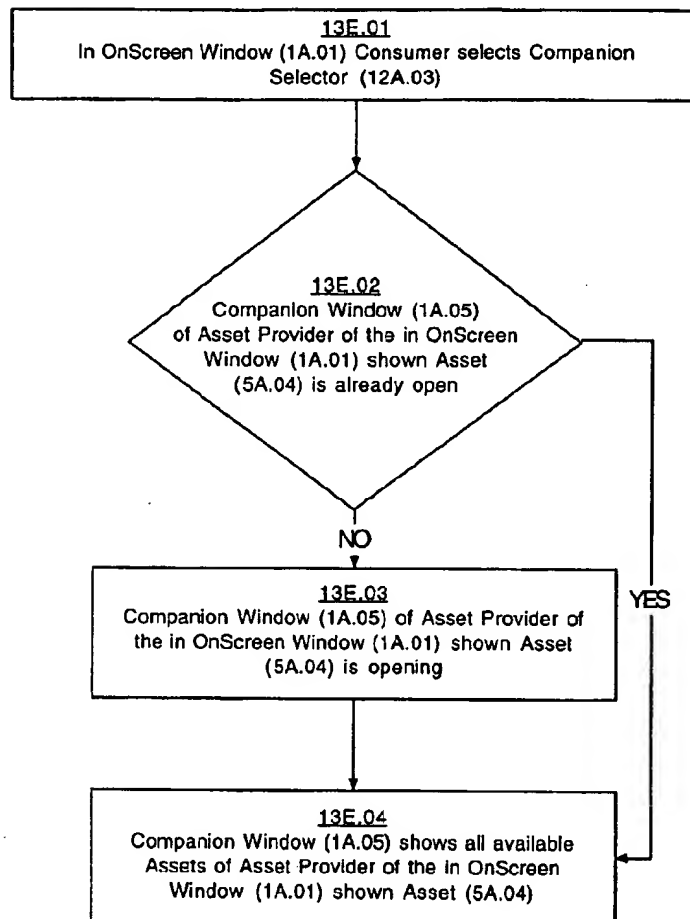 13E.01
In OnScreen Window (1A.01) Consumer selects Companion
Selector (12A.03)
13E.02
Companion Window (1A.05)
of Asset Provider of the in OnScreen
Window (1A.01) shown Asset
(5A.04) is already open
NO
YES
13E.03
Companion Window (1A.05) of Asset Provider of
the in OnScreen Window (1A.01) shown Asset
(5A.04) is opening
13E.04
Companion Window (1A.05) shows all available
Assets of Asset Provider of the in OnScreen
Window (1A.01) shown Asset (5A.04)